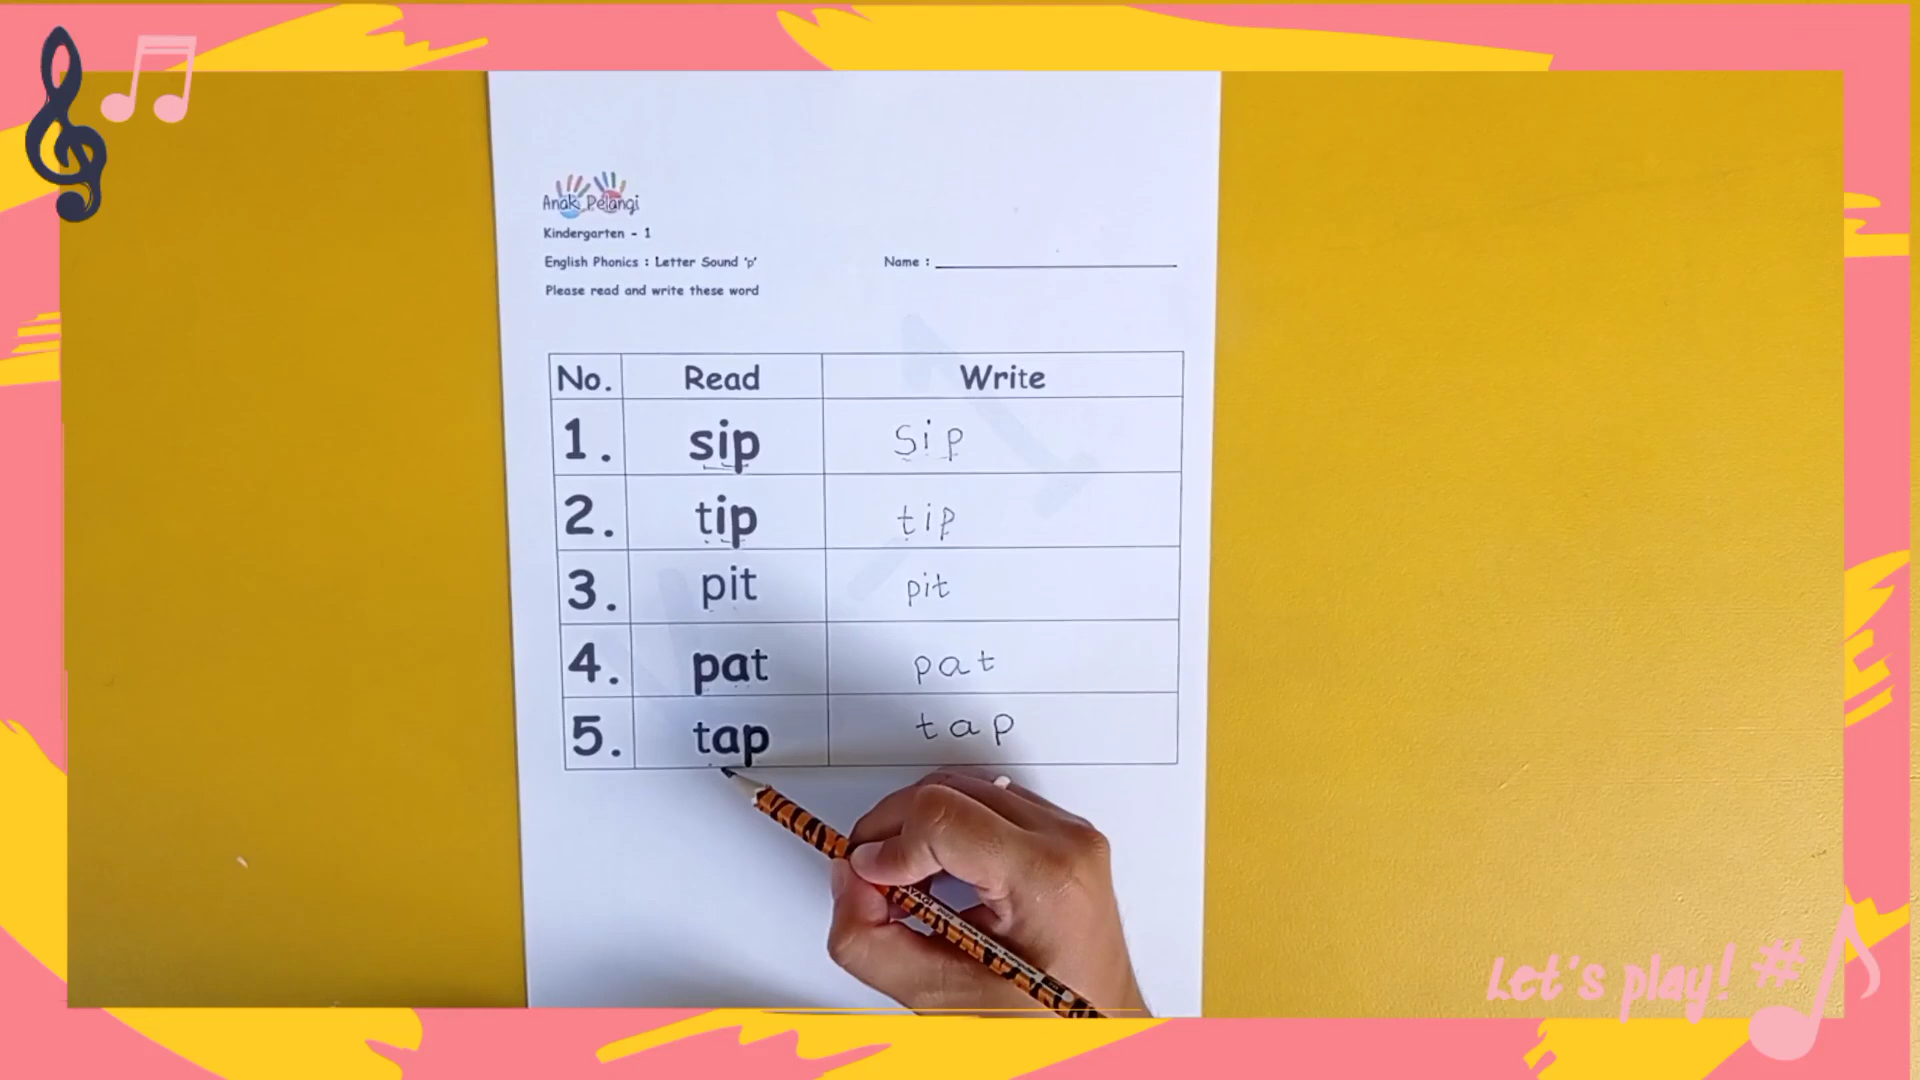 Anak Pelangi
Kindergarten - 1
English Phonics : Letter Sound 'p'
Name :
Please read and write these word
No. Read Write
1. sip sip
2. tip tip
3. pit pit
4. pat pat
5. tap tap
Let's play!